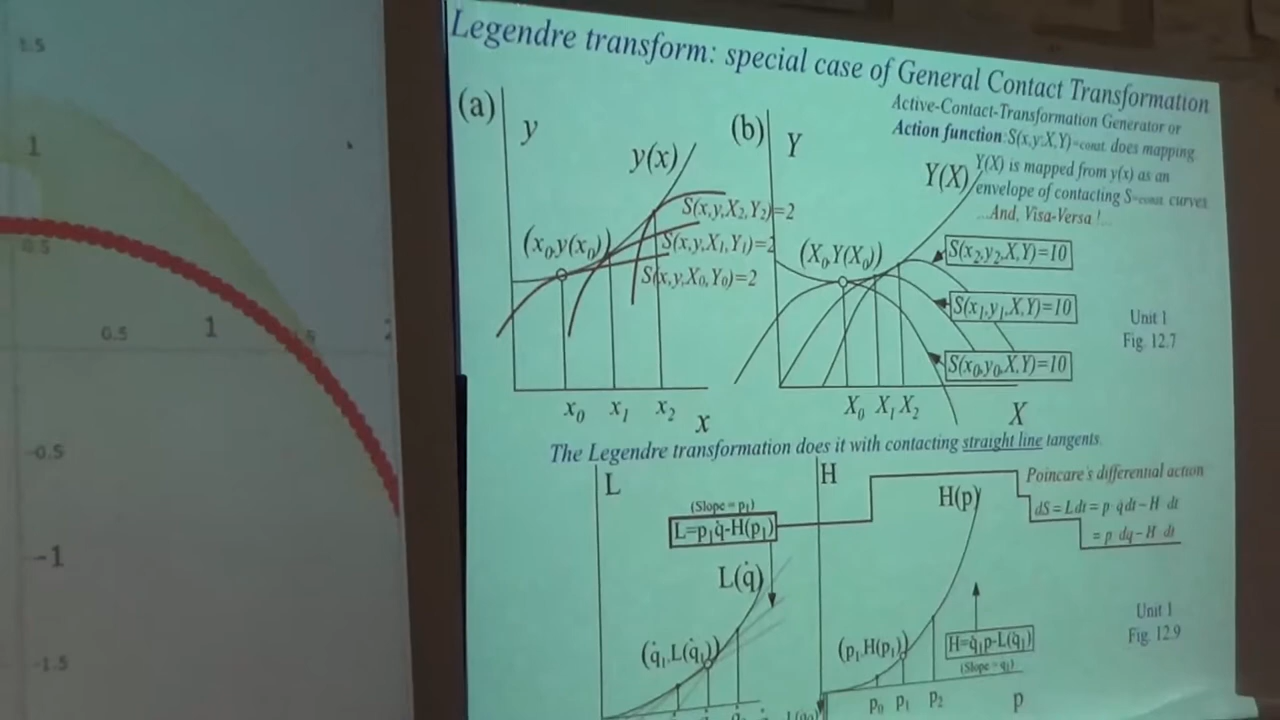 Legendre transform: special case of General Contact Transformation
Active-Contact-Transformation Generator or
Action function: S(x,y:X,Y)=const. does mapping.
Y(X) is mapped from y(x) as an
envelope of contacting S=const. curves
...And, Visa-Versa !...
(a)
y
y(x)
S(x,y,X2,Y2)=2
(x0,y(x0))
S(x,y,X1,Y1)=2
S(x,y,X0,Y0)=2
x0 x1 x2 x
(b)
Y
Y(X)
(X0,Y(X0))
S(x2,y2,X,Y)=10
S(x1,y1,X,Y)=10
S(x0,y0,X,Y)=10
X0 X1 X2 X
Unit 1
Fig. 12.7
The Legendre transformation does it with contacting straight line tangents.
L
(Slope = p1)
L=p1q̇-H(p1)
L(q̇)
(q̇1,L(q̇1))
H
H(p)
(p1,H(p1))
H=q̇1p-L(q̇1)
(Slope = q̇1)
p0 p1 p2 p
Poincare's differential action
dS = Ldt = p q̇dt – H dt
= p dq – H dt
Unit 1
Fig. 12.9
1.5
1
0.5
0.5 1 1.5 2
-0.5
-1
-1.5